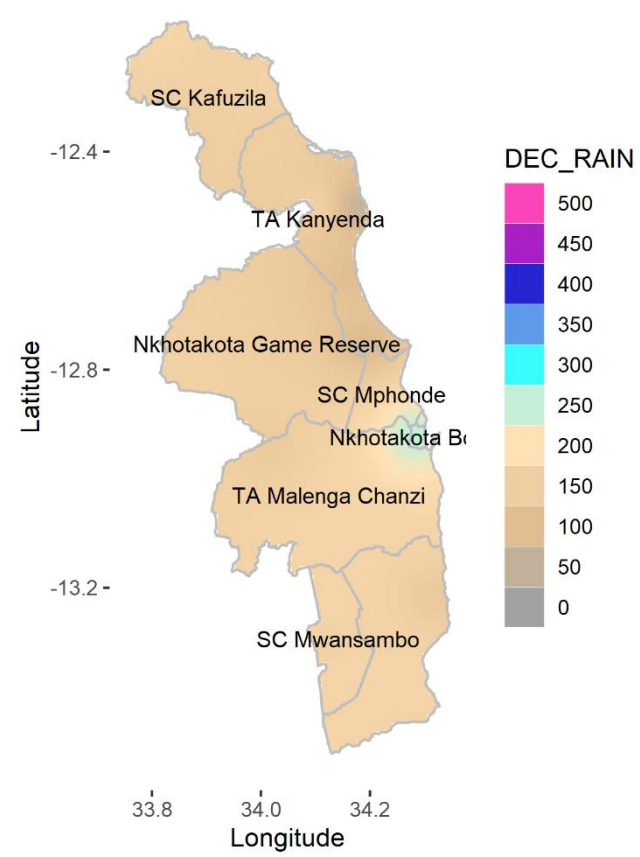 SC Kafuzila
-12.4
DEC_RAIN
500
450
400
350
300
250
200
150
100
50
0
TA Kanyenda
Nkhotakota Game Reserve
-12.8
Latitude
SC Mphonde
Nkhotakota Bo
TA Malenga Chanzi
-13.2
SC Mwansambo
33.8
34.0
34.2
Longitude